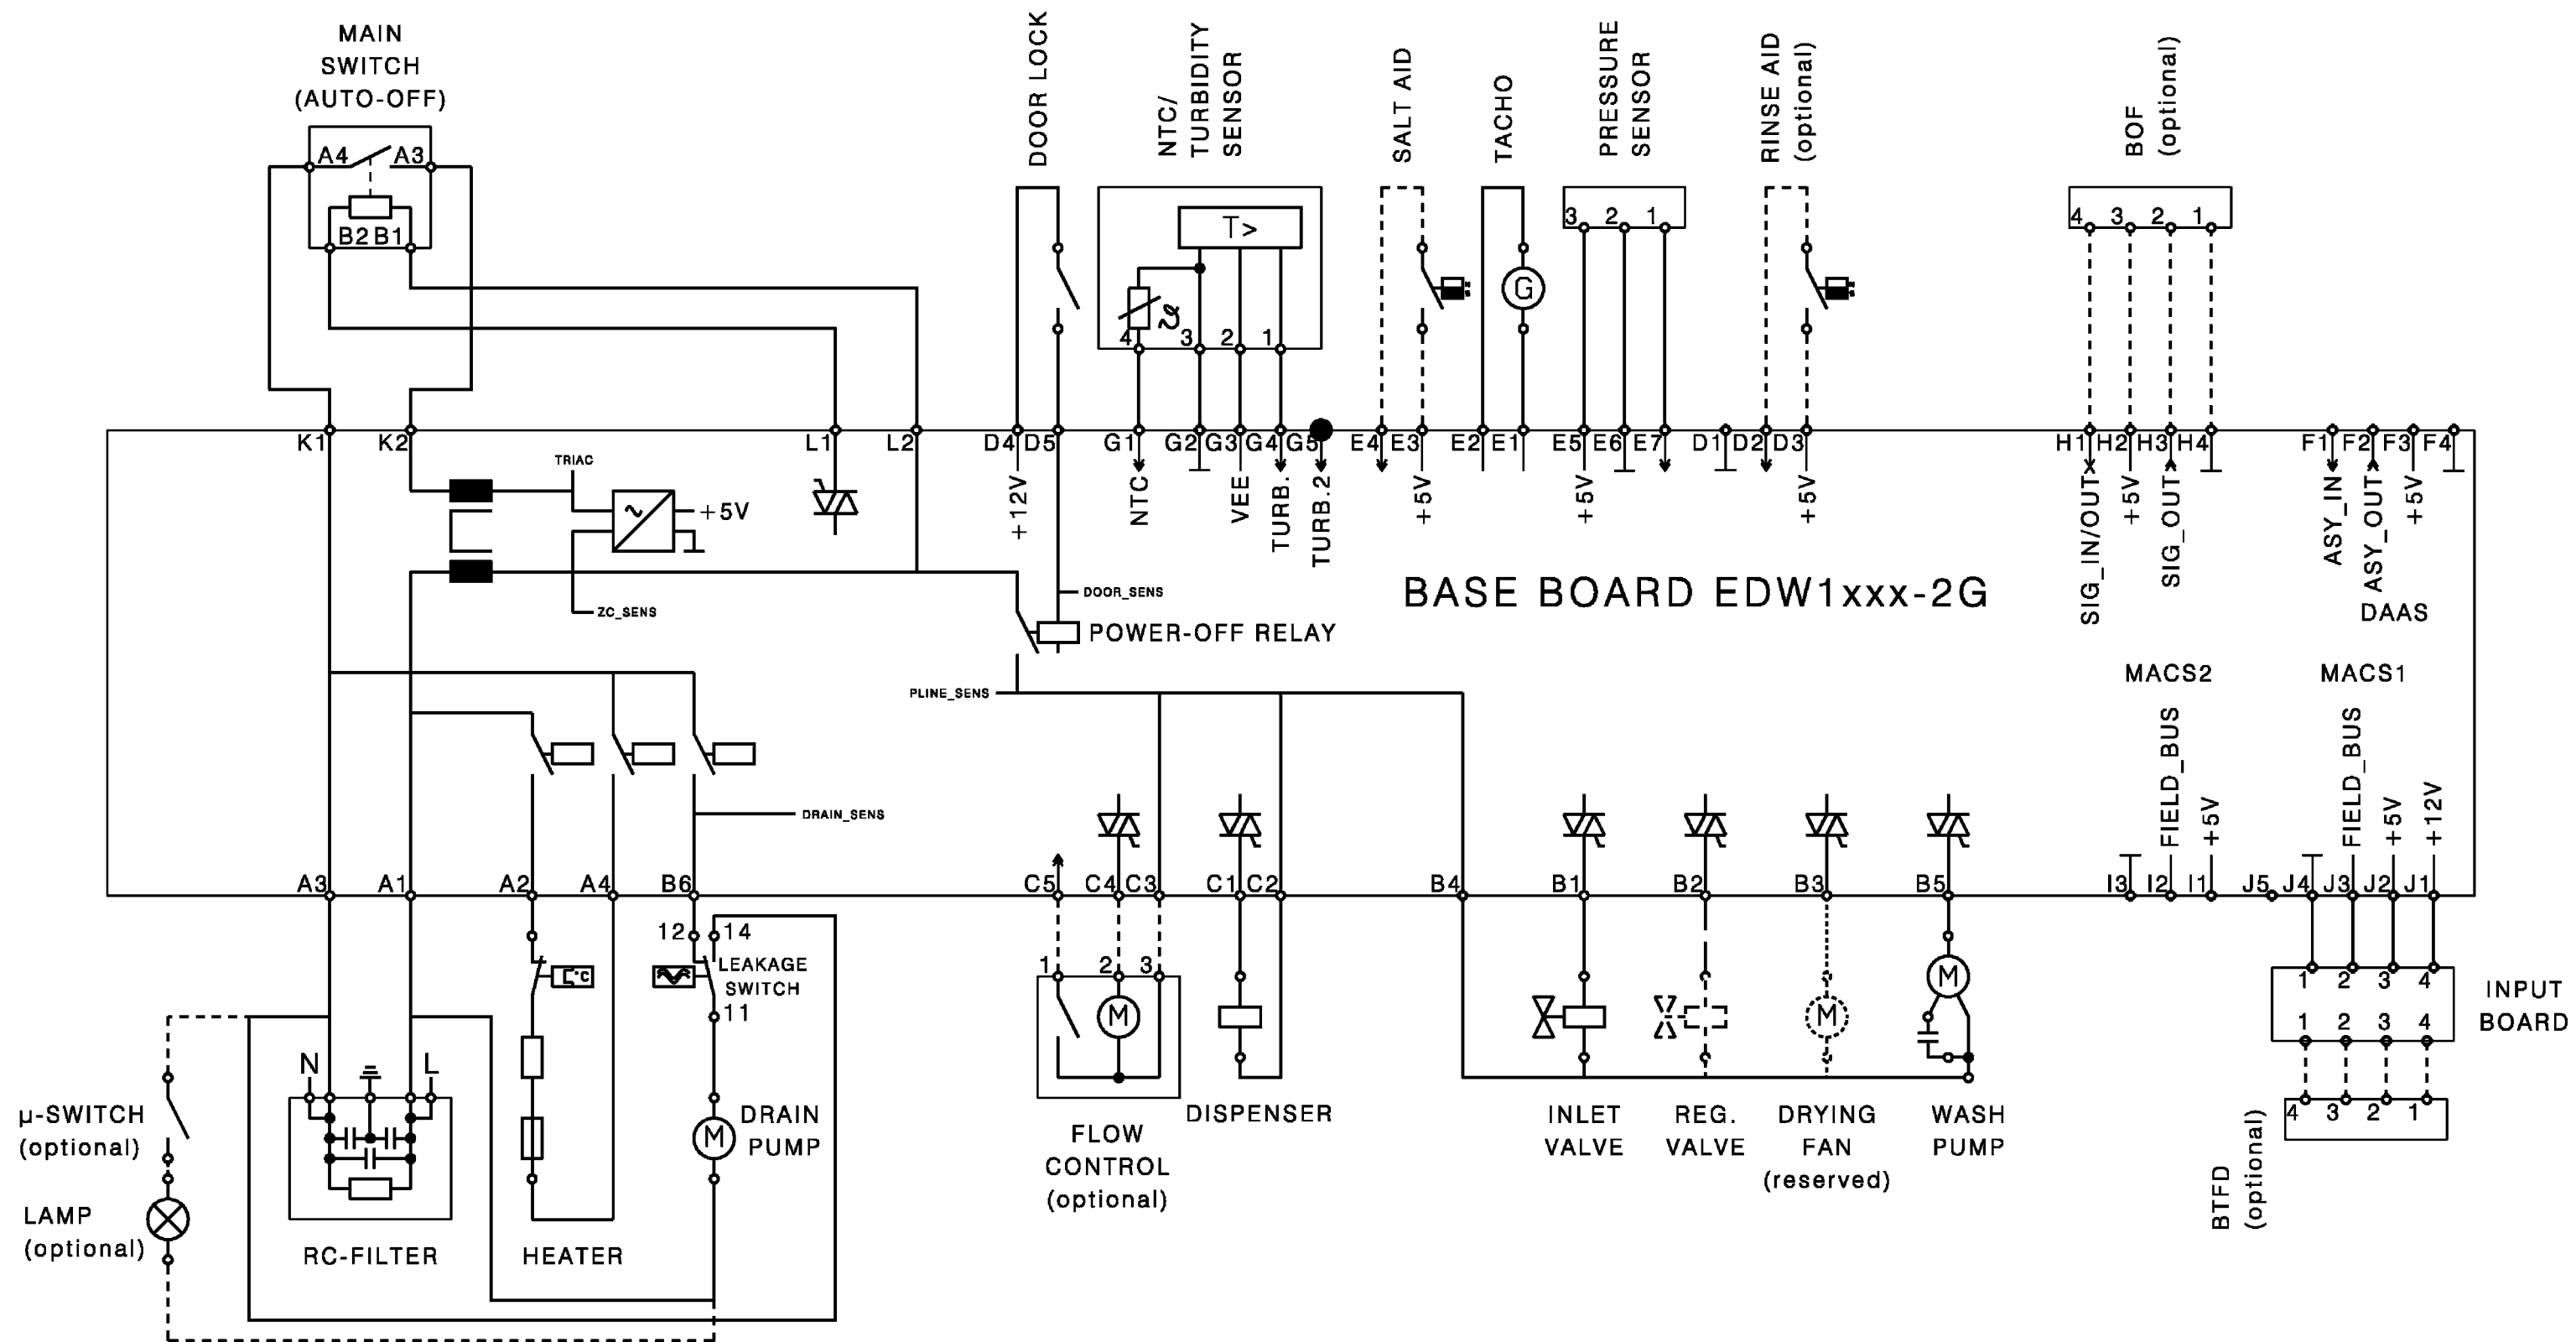 MAIN
SWITCH
(AUTO-OFF)
A4 A3
B2 B1
DOOR LOCK
NTC/
TURBIDITY
SENSOR
T>
4 3 2 1
SALT AID
TACHO
G
PRESSURE
SENSOR
3 2 1
RINSE AID
(optional)
BOF
(optional)
4 3 2 1
K1 K2 L1 L2 D4 D5 G1 G2 G3 G4 G5 E4 E3 E2 E1 E5 E6 E7 D1 D2 D3 H1 H2 H3 H4 F1 F2 F3 F4
+12V
NTC
VEE
TURB.
TURB.2
+5V
+5V
+5V
SIG_IN/OUT
+5V
SIG_OUT
ASY_IN
ASY_OUT
+5V
DAAS
TRIAC
+5V
ZC_SENS
DOOR_SENS
POWER-OFF RELAY
PLINE_SENS
BASE BOARD EDW1xxx-2G
DRAIN_SENS
MACS2
FIELD_BUS
+5V
MACS1
FIELD_BUS
+5V
+12V
A3 A1 A2 A4 B6 C5 C4 C3 C1 C2 B4 B1 B2 B3 B5 I3 I2 I1 J5 J4 J3 J2 J1
12 14
LEAKAGE
SWITCH
11
°C
1 2 3
M
M
M
1 2 3 4
1 2 3 4
INPUT
BOARD
4 3 2 1
BTFD
(optional)
N L
µ-SWITCH
(optional)
LAMP
(optional)
RC-FILTER
HEATER
M
DRAIN
PUMP
FLOW
CONTROL
(optional)
DISPENSER
INLET
VALVE
REG.
VALVE
DRYING
FAN
(reserved)
WASH
PUMP